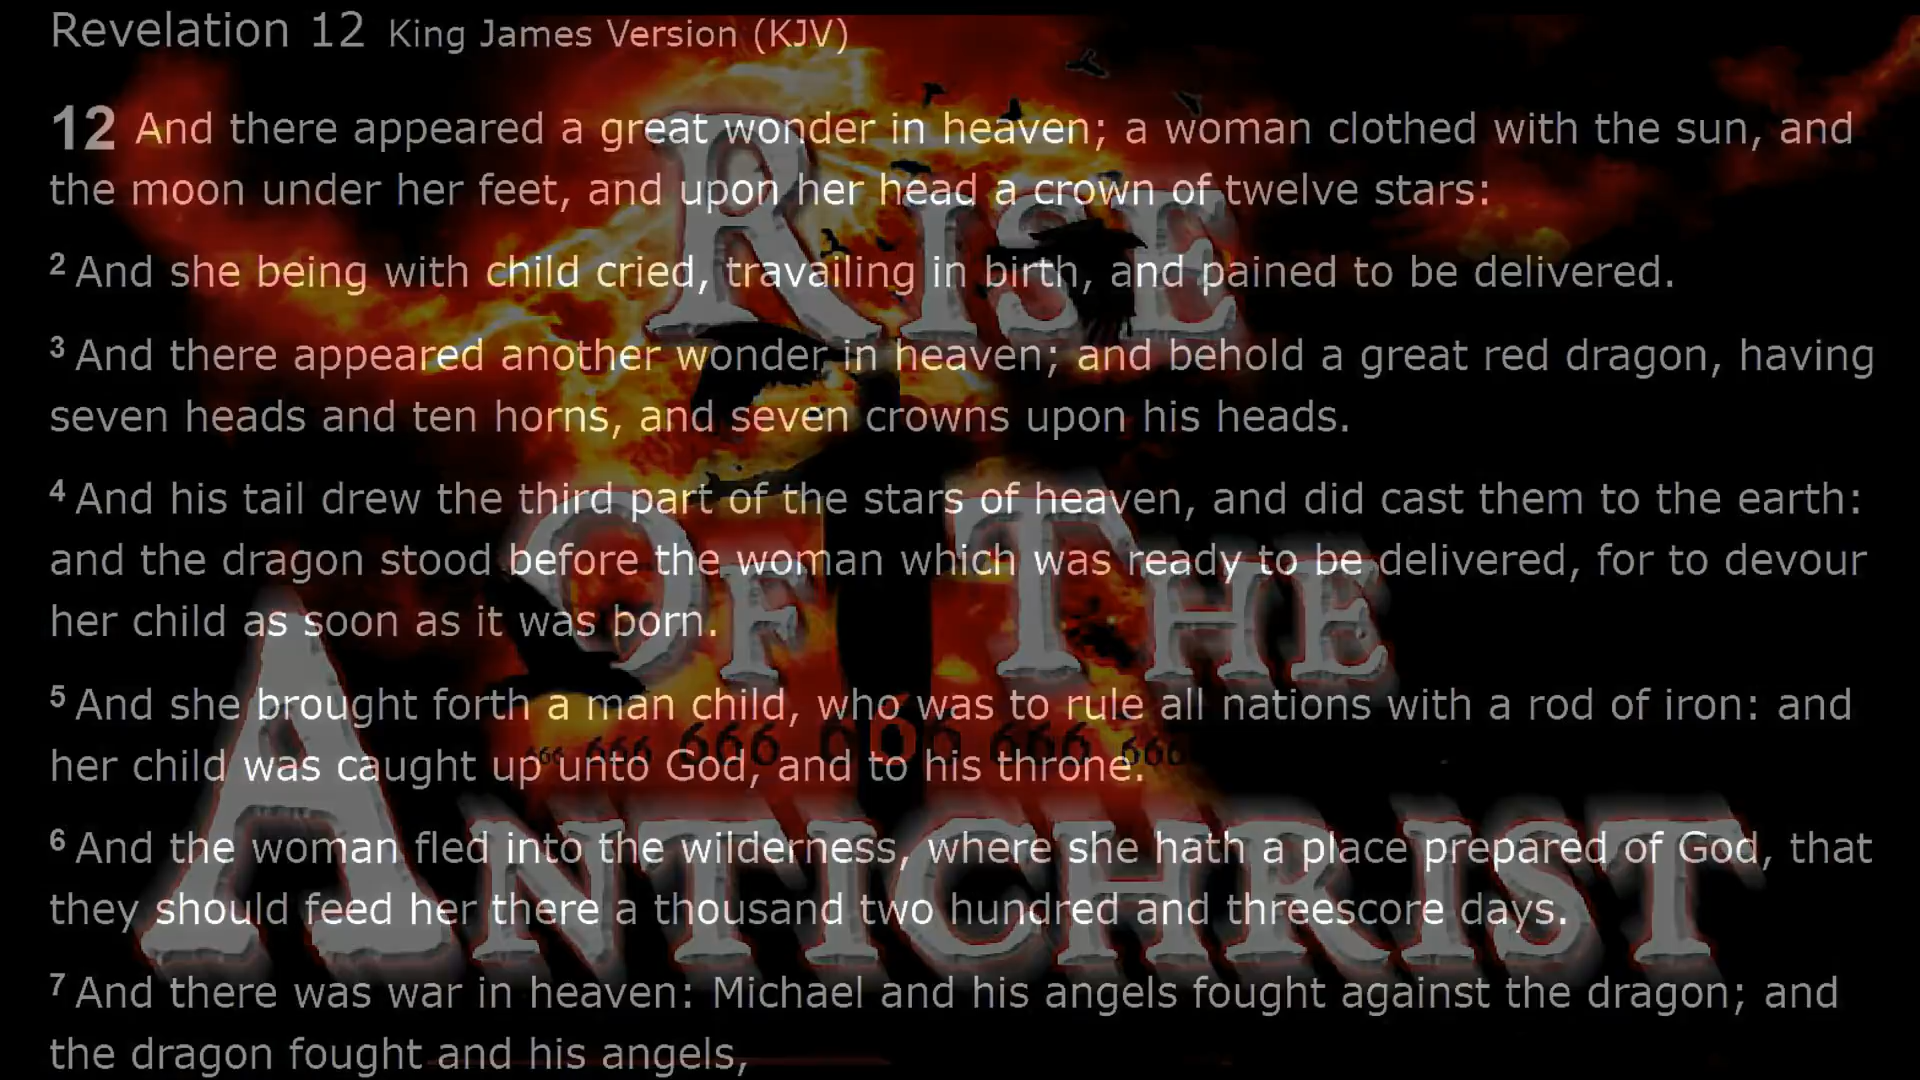 Revelation 12 King James Version (KJV)
12 And there appeared a great wonder in heaven; a woman clothed with the sun, and
the moon under her feet, and upon her head a crown of twelve stars:
2 And she being with child cried, travailing in birth, and pained to be delivered.
3 And there appeared another wonder in heaven; and behold a great red dragon, having
seven heads and ten horns, and seven crowns upon his heads.
4 And his tail drew the third part of the stars of heaven, and did cast them to the earth:
and the dragon stood before the woman which was ready to be delivered, for to devour
her child as soon as it was born.
5 And she brought forth a man child, who was to rule all nations with a rod of iron: and
her child was caught up unto God, and to his throne.
6 And the woman fled into the wilderness, where she hath a place prepared of God, that
they should feed her there a thousand two hundred and threescore days.
7 And there was war in heaven: Michael and his angels fought against the dragon; and
the dragon fought and his angels,
RISE
OF THE
666 666 666 666 666 666
ANTICHRIST